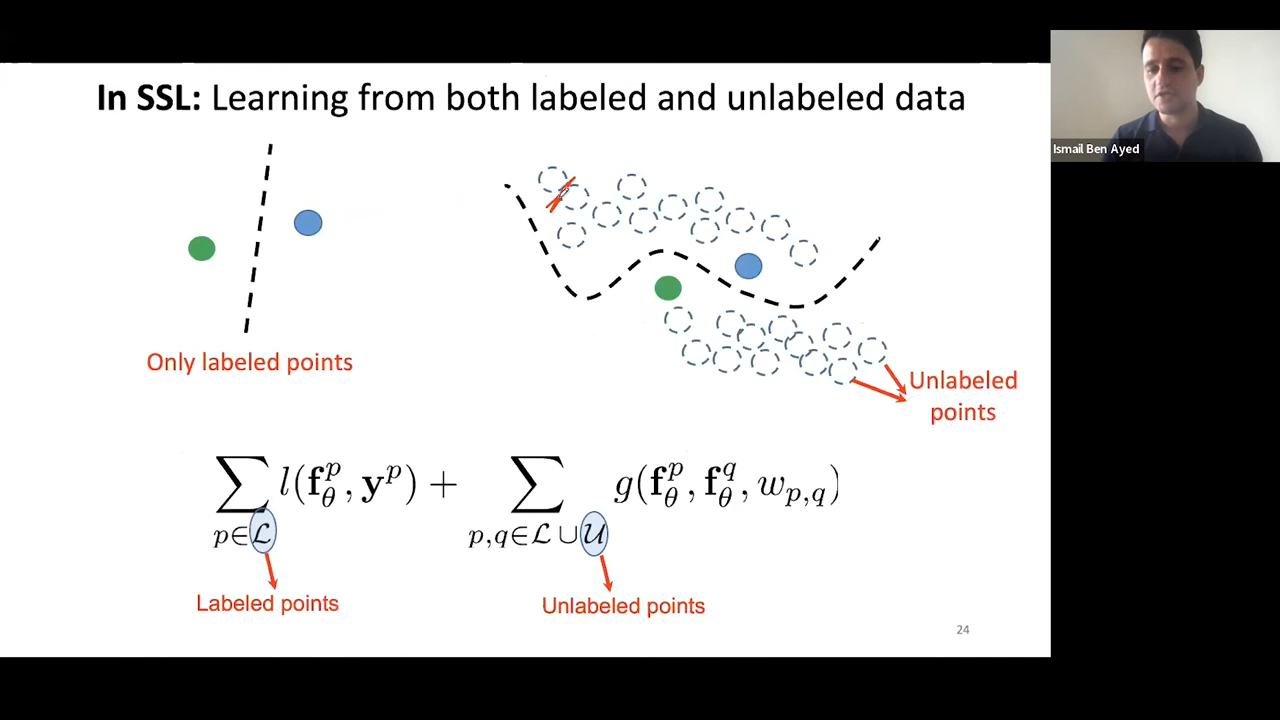 In SSL: Learning from both labeled and unlabeled data
Ismail Ben Ayed
Only labeled points
Unlabeled
points
∑_{p∈ℒ} l(𝐟_θ^p, 𝐲^p) + ∑_{p,q∈ℒ∪𝒰} g(𝐟_θ^p, 𝐟_θ^q, w_{p,q})
Labeled points
Unlabeled points
24